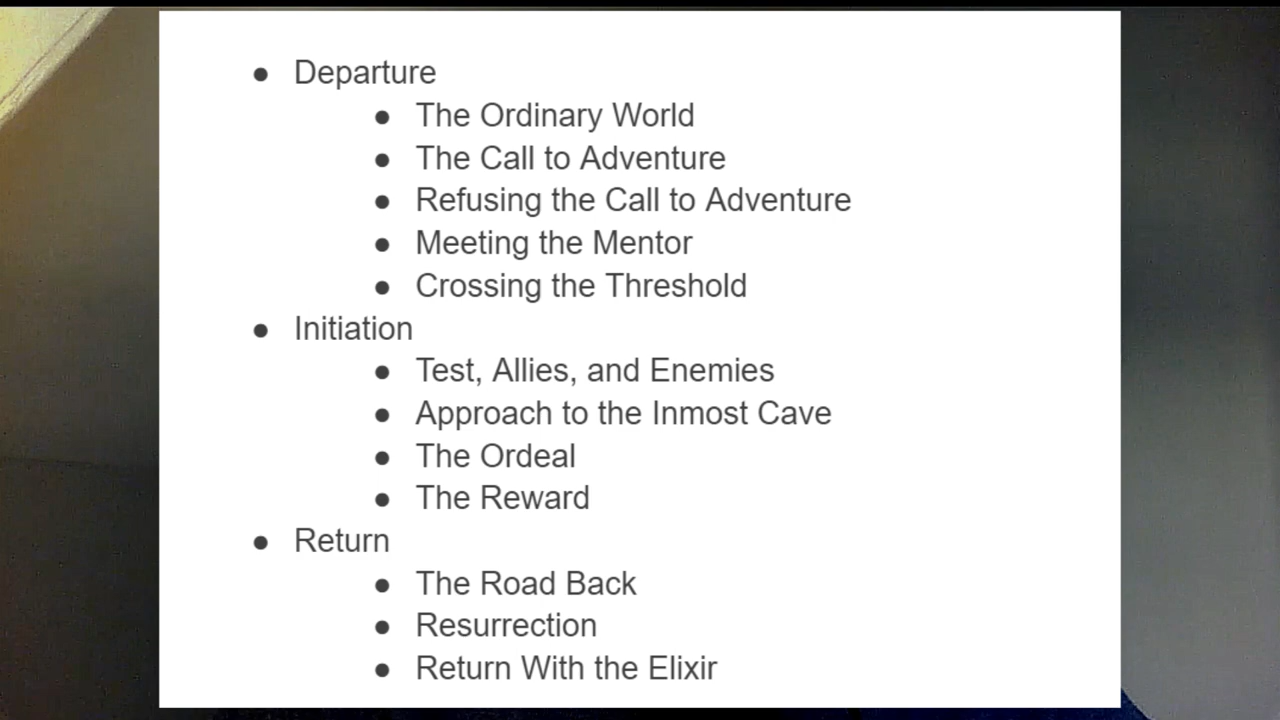 ● Departure
● The Ordinary World
● The Call to Adventure
● Refusing the Call to Adventure
● Meeting the Mentor
● Crossing the Threshold
● Initiation
● Test, Allies, and Enemies
● Approach to the Inmost Cave
● The Ordeal
● The Reward
● Return
● The Road Back
● Resurrection
● Return With the Elixir